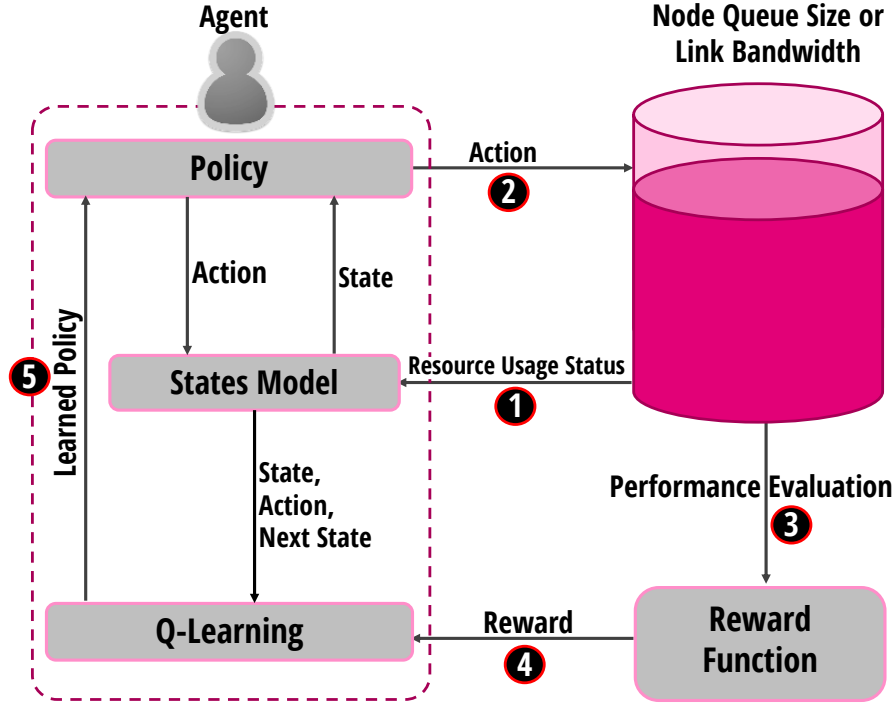 Agent
Node Queue Size or
Link Bandwidth
Policy
Action
2
Action
State
Learned Policy
5
States Model
Resource Usage Status
1
State,
Action,
Next State
Performance Evaluation
3
Q-Learning
Reward
4
Reward
Function